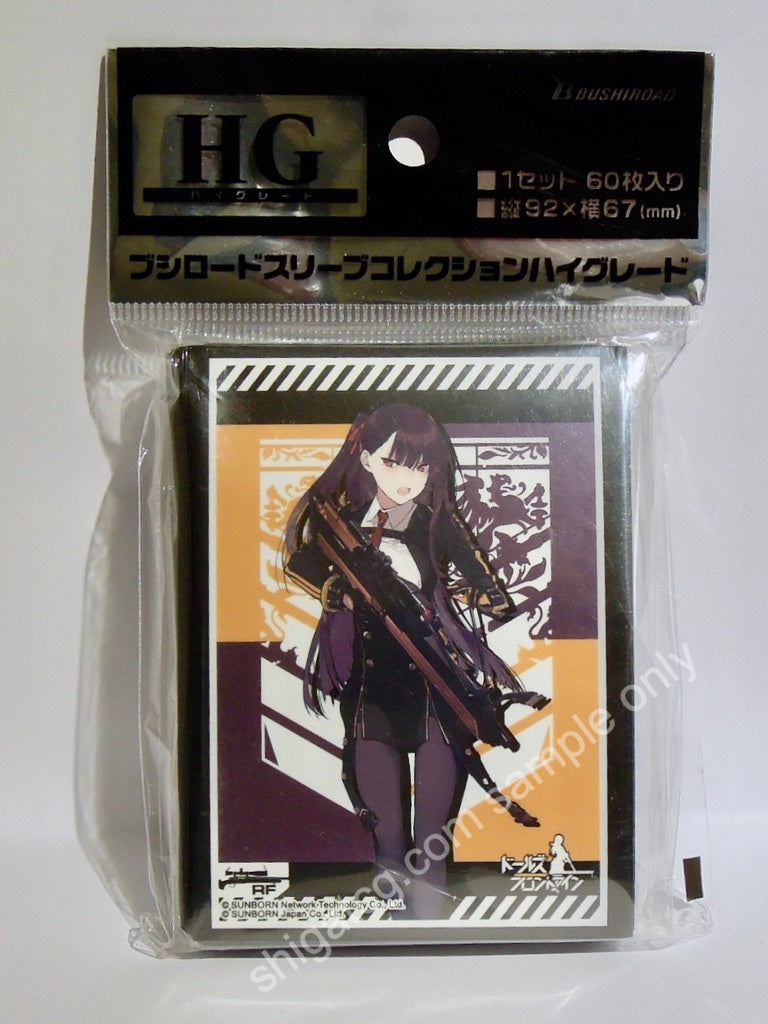 BUSHIROAD
HG
ハイグレード
■1セット 60枚入り
■縦92×横67(mm)
ブシロードスリーブコレクションハイグレード
ドールズ
フロントライン
RF
© SUNBORN Network Technology Co., Ltd.
© SUNBORN Japan Co., Ltd.
shigatcg.com sample only